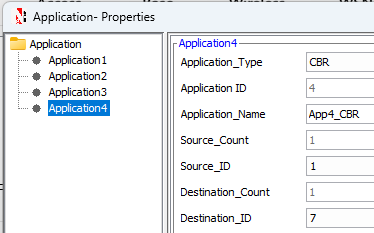 Application- Properties
Application
Application1
Application2
Application3
Application4
Application4
Application_Type CBR
Application ID 4
Application_Name App4_CBR
Source_Count 1
Source_ID 1
Destination_Count 1
Destination_ID 7